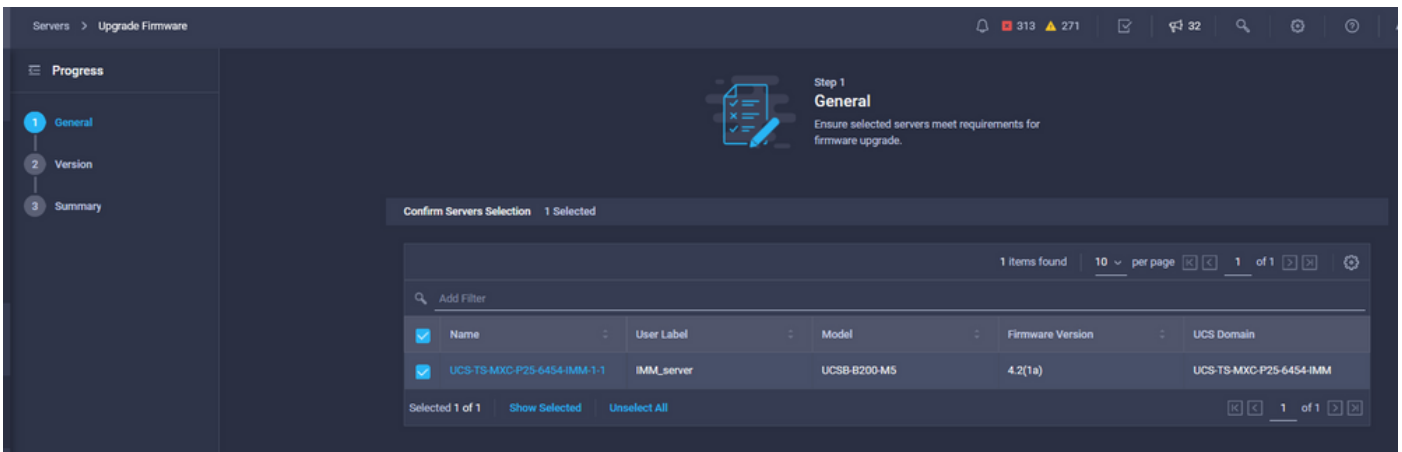 Servers > Upgrade Firmware
313 271 32
Progress
1 General
2 Version
3 Summary
Step 1
General
Ensure selected servers meet requirements for
firmware upgrade.
Confirm Servers Selection 1 Selected
1 items found 10 per page 1 of 1
Add Filter
Name User Label Model Firmware Version UCS Domain
UCS-TS-MXC-P25-6454-IMM-1-1 IMM_server UCSB-B200-M5 4.2(1a) UCS-TS-MXC-P25-6454-IMM
Selected 1 of 1 Show Selected Unselect All 1 of 1